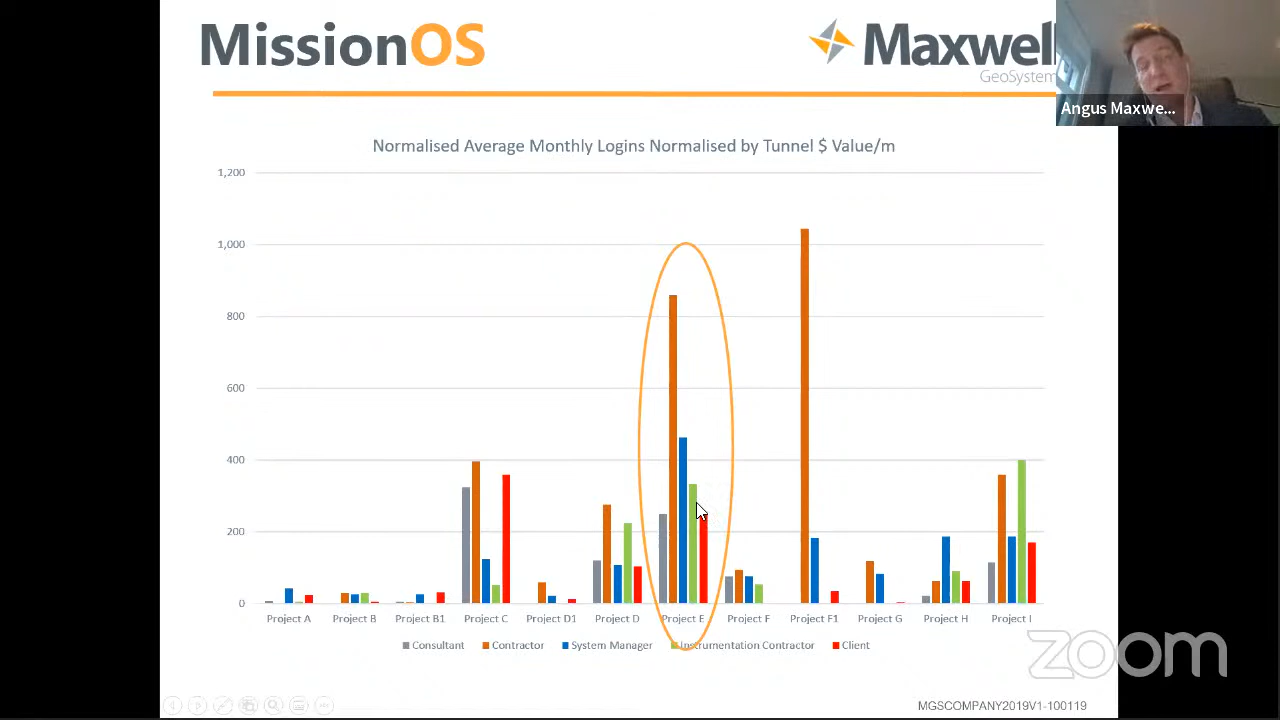 MissionOS
Maxwell
GeoSystem
Angus Maxwe...
Normalised Average Monthly Logins Normalised by Tunnel $ Value/m
1,200
1,000
800
600
400
200
0
Project A Project B Project B1 Project C Project D1 Project D Project E Project F Project F1 Project G Project H Project I
Consultant Contractor System Manager Instrumentation Contractor Client
zoom
MGSCOMPANY2019V1-100119